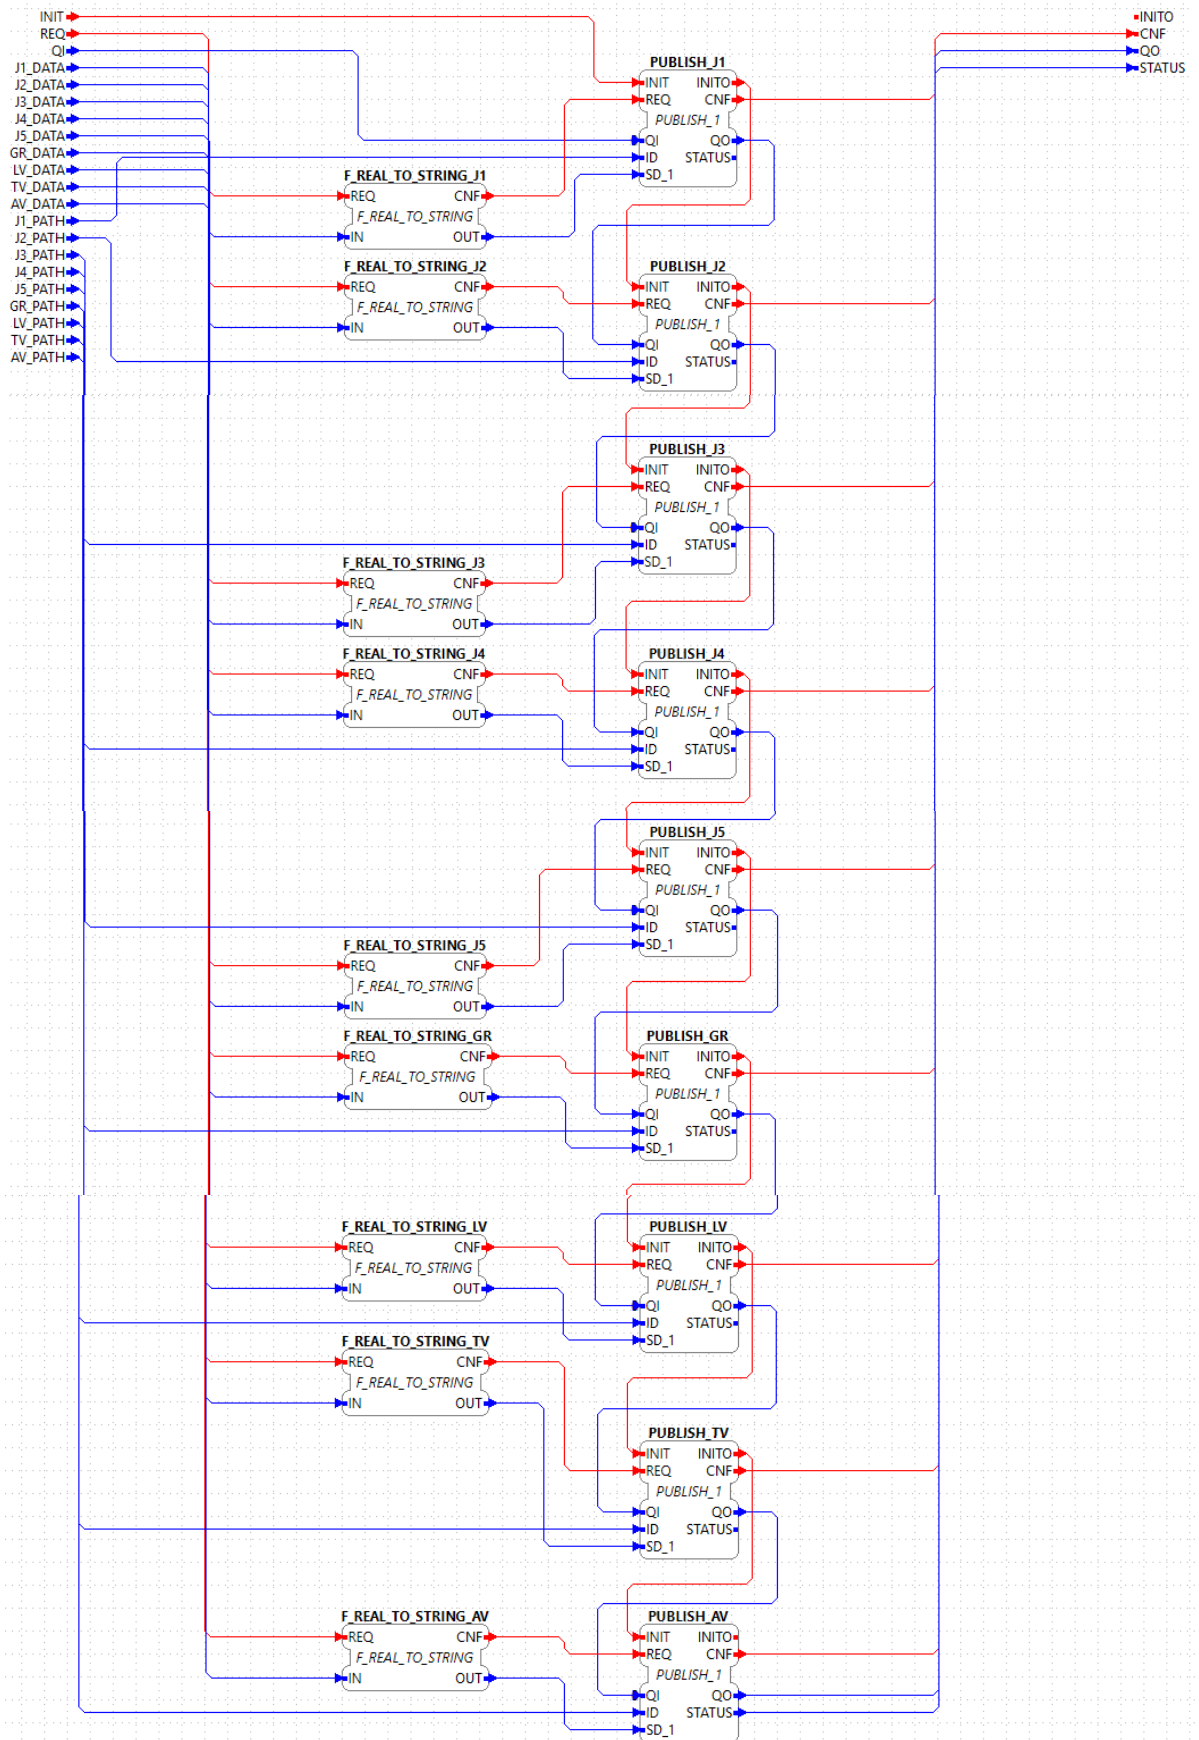 INIT
REQ
QI
J1_DATA
J2_DATA
J3_DATA
J4_DATA
J5_DATA
GR_DATA
LV_DATA
TV_DATA
AV_DATA
J1_PATH
J2_PATH
J3_PATH
J4_PATH
J5_PATH
GR_PATH
LV_PATH
TV_PATH
AV_PATH
INITO
CNF
QO
STATUS
PUBLISH_J1
INIT INITO
REQ CNF
PUBLISH_1
QI QO
ID STATUS
SD_1
F_REAL_TO_STRING_J1
REQ CNF
F_REAL_TO_STRING
IN OUT
F_REAL_TO_STRING_J2
REQ CNF
F_REAL_TO_STRING
IN OUT
PUBLISH_J2
INIT INITO
REQ CNF
PUBLISH_1
QI QO
ID STATUS
SD_1
PUBLISH_J3
INIT INITO
REQ CNF
PUBLISH_1
QI QO
ID STATUS
SD_1
F_REAL_TO_STRING_J3
REQ CNF
F_REAL_TO_STRING
IN OUT
F_REAL_TO_STRING_J4
REQ CNF
F_REAL_TO_STRING
IN OUT
PUBLISH_J4
INIT INITO
REQ CNF
PUBLISH_1
QI QO
ID STATUS
SD_1
PUBLISH_J5
INIT INITO
REQ CNF
PUBLISH_1
QI QO
ID STATUS
SD_1
F_REAL_TO_STRING_J5
REQ CNF
F_REAL_TO_STRING
IN OUT
F_REAL_TO_STRING_GR
REQ CNF
F_REAL_TO_STRING
IN OUT
PUBLISH_GR
INIT INITO
REQ CNF
PUBLISH_1
QI QO
ID STATUS
SD_1
F_REAL_TO_STRING_LV
REQ CNF
F_REAL_TO_STRING
IN OUT
PUBLISH_LV
INIT INITO
REQ CNF
PUBLISH_1
QI QO
ID STATUS
SD_1
F_REAL_TO_STRING_TV
REQ CNF
F_REAL_TO_STRING
IN OUT
PUBLISH_TV
INIT INITO
REQ CNF
PUBLISH_1
QI QO
ID STATUS
SD_1
F_REAL_TO_STRING_AV
REQ CNF
F_REAL_TO_STRING
IN OUT
PUBLISH_AV
INIT INITO
REQ CNF
PUBLISH_1
QI QO
ID STATUS
SD_1